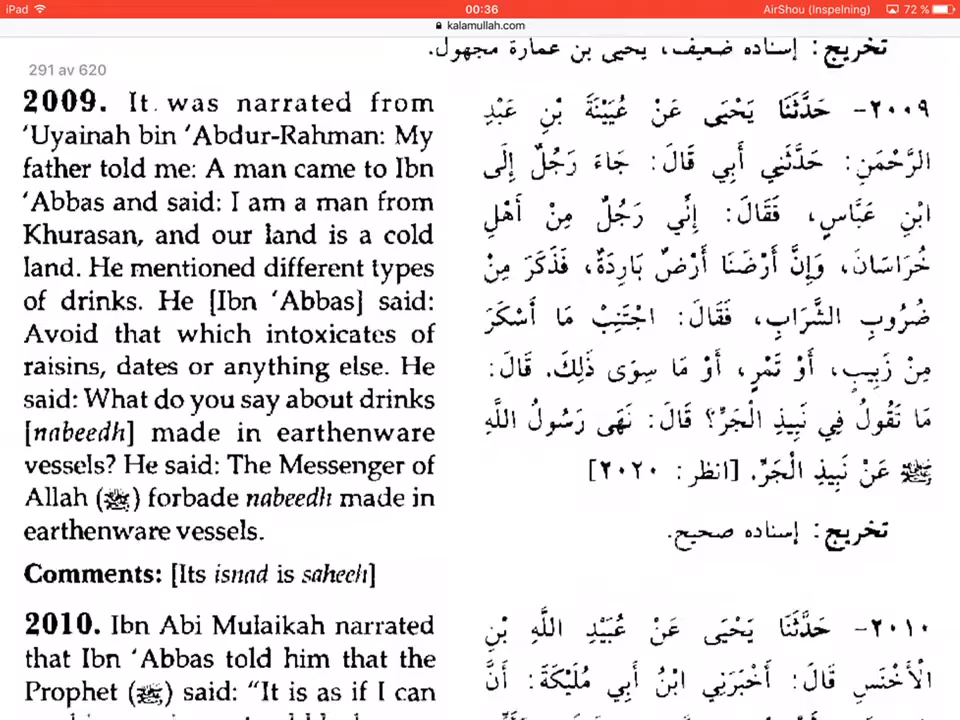 iPad 00:36 AirShou (Inspelning) 72 %
kalamullah.com
291 av 620
تخريج: إسناده ضعيف، يحيى بن عمارة مجهول.
2009. It was narrated from
‘Uyainah bin ‘Abdur-Rahman: My
father told me: A man came to Ibn
‘Abbas and said: I am a man from
Khurasan, and our land is a cold
land. He mentioned different types
of drinks. He [Ibn ‘Abbas] said:
Avoid that which intoxicates of
raisins, dates or anything else. He
said: What do you say about drinks
[nabeedh] made in earthenware
vessels? He said: The Messenger of
Allah (ﷺ) forbade nabeedh made in
earthenware vessels.
Comments: [Its isnad is saheeh]
2010. Ibn Abi Mulaikah narrated
that Ibn ‘Abbas told him that the
Prophet (ﷺ) said: “It is as if I can
٢٠٠٩- حَدَّثَنَا يَحْيَى عَنْ عُيَيْنَةَ بْنِ عَبْدِ
الرَّحْمَنِ: حَدَّثَنِي أَبِي قَالَ: جَاءَ رَجُلٌ إِلَى
ابْنِ عَبَّاسٍ، فَقَالَ: إِنِّي رَجُلٌ مِنْ أَهْلِ
خُرَاسَانَ، وَإِنَّ أَرْضَنَا أَرْضٌ بَارِدَةٌ، فَذَكَرَ مِنْ
ضُرُوبِ الشَّرَابِ، فَقَالَ: اجْتَنِبْ مَا أَسْكَرَ
مِنْ زَبِيبٍ، أَوْ تَمْرٍ، أَوْ مَا سِوَى ذَلِكَ. قَالَ:
مَا تَقُولُ فِي نَبِيذِ الْجَرِّ؟ قَالَ: نَهَى رَسُولُ اللَّهِ
ﷺ عَنْ نَبِيذِ الْجَرِّ. [انظر: ٢٠٢٠]
تخريج: إسناده صحيح.
٢٠١٠- حَدَّثَنَا يَحْيَى عَنْ عُبَيْدِ اللَّهِ بْنِ
الْأَخْنَسِ قَالَ: أَخْبَرَنِي ابْنُ أَبِي مُلَيْكَةَ: أَنَّ